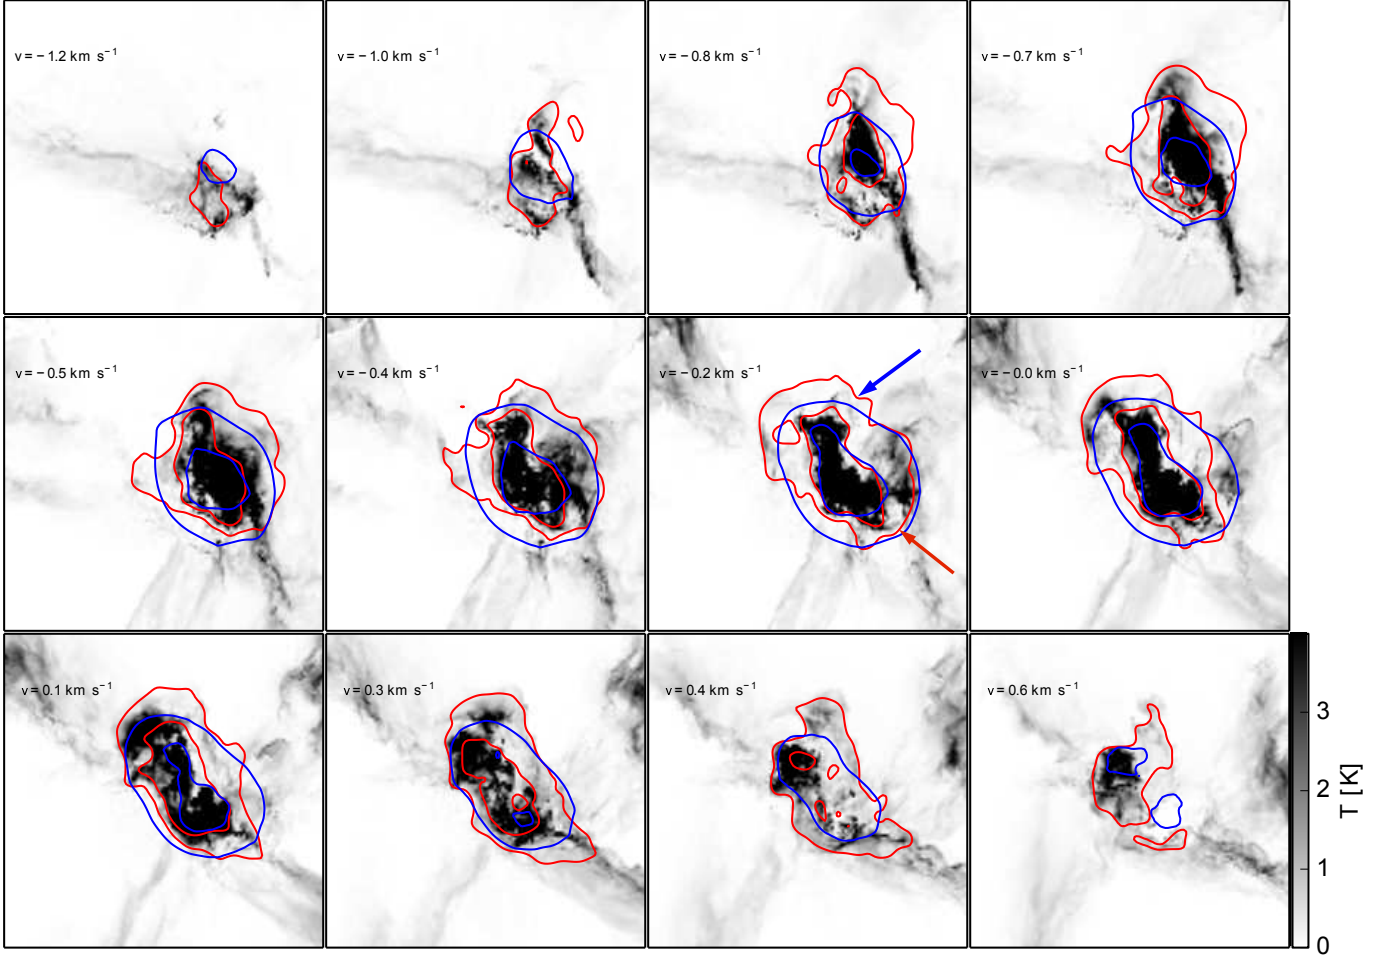 v = − 1.2 km s⁻¹
v = − 1.0 km s⁻¹
v = − 0.8 km s⁻¹
v = − 0.7 km s⁻¹
v = − 0.5 km s⁻¹
v = − 0.4 km s⁻¹
v = − 0.2 km s⁻¹
v = − 0.0 km s⁻¹
v = 0.1 km s⁻¹
v = 0.3 km s⁻¹
v = 0.4 km s⁻¹
v = 0.6 km s⁻¹
3
2
1
0
T [K]